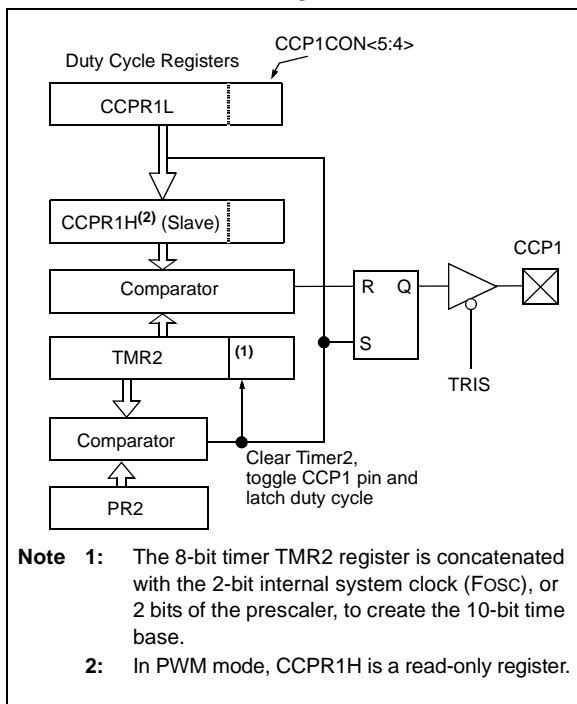 CCP1CON<5:4>
Duty Cycle Registers
CCPR1L
CCPR1H(2) (Slave)
CCP1
Comparator
R Q
TMR2
(1)
S
TRIS
Comparator
Clear Timer2,
toggle CCP1 pin and
latch duty cycle
PR2
Note 1: The 8-bit timer TMR2 register is concatenated
with the 2-bit internal system clock (FOSC), or
2 bits of the prescaler, to create the 10-bit time
base.
2: In PWM mode, CCPR1H is a read-only register.